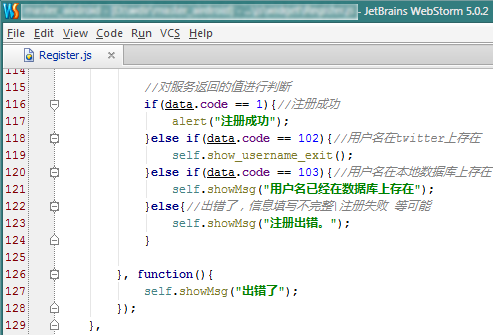 - JetBrains WebStorm 5.0.2
File Edit View Code Run VCS Help
Register.js ×
114
115 //对服务返回的值进行判断
116 if(data.code == 1){//注册成功
117 alert("注册成功");
118 }else if(data.code == 102){//用户名在twitter上存在
119 self.show_username_exit();
120 }else if(data.code == 103){//用户名在本地数据库上存在
121 self.showMsg("用户名已经在数据库上存在");
122 }else{//出错了，信息填写不完整\注册失败 等可能
123 self.showMsg("注册出错。");
124 }
125
126 }, function(){
127 self.showMsg("出错了");
128 });
129 },